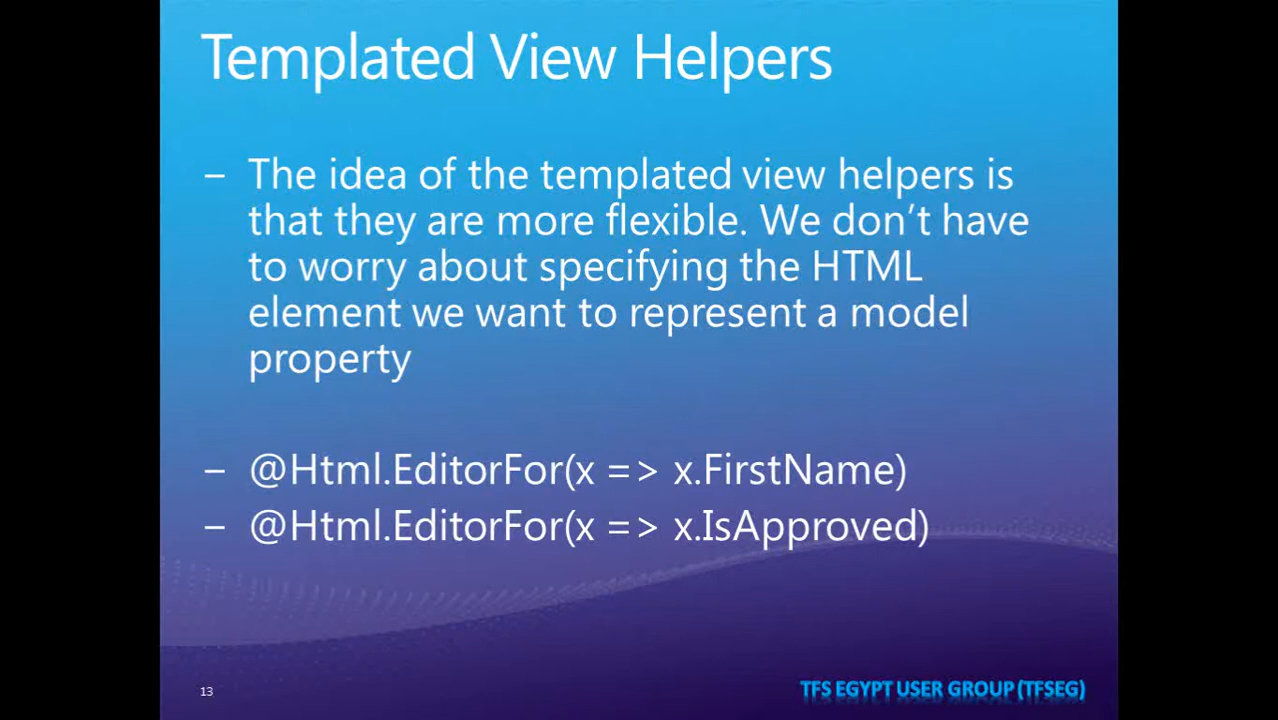 Templated View Helpers
– The idea of the templated view helpers is
that they are more flexible. We don’t have
to worry about specifying the HTML
element we want to represent a model
property
– @Html.EditorFor(x => x.FirstName)
– @Html.EditorFor(x => x.IsApproved)
13
TFS EGYPT USER GROUP (TFSEG)